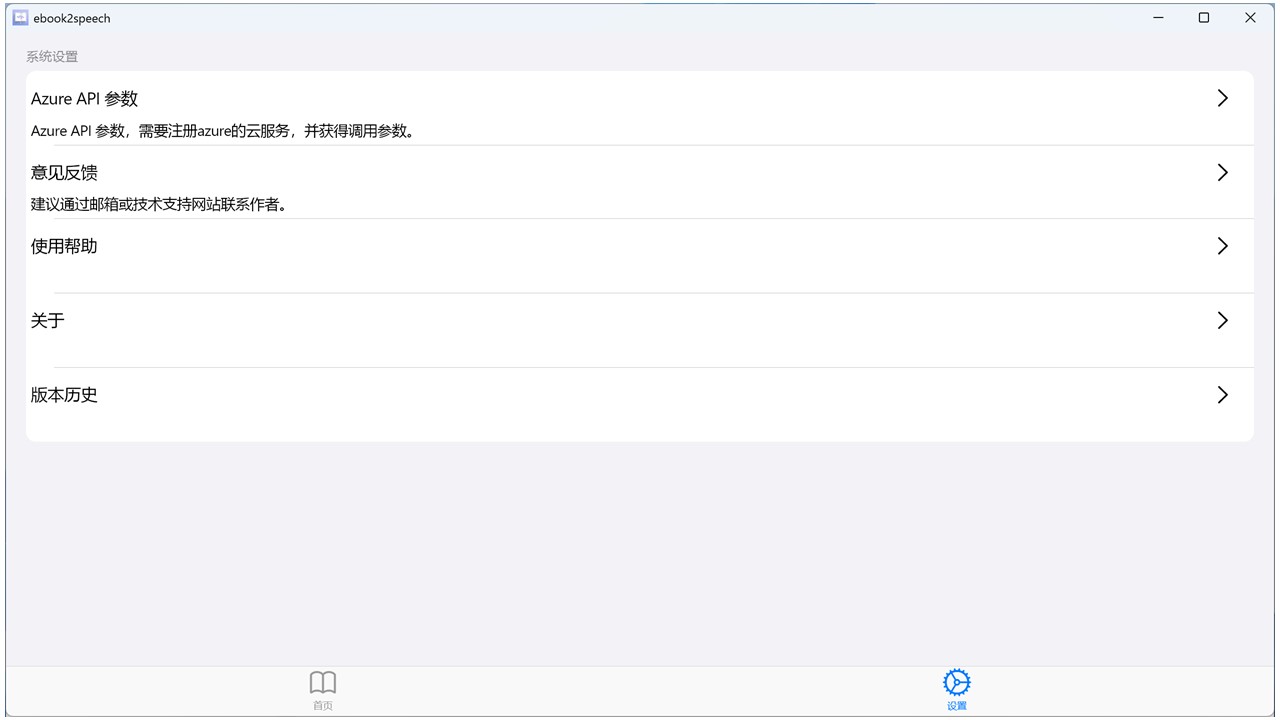 ebook2speech
系统设置
Azure API 参数
Azure API 参数，需要注册azure的云服务，并获得调用参数。
意见反馈
建议通过邮箱或技术支持网站联系作者。
使用帮助
关于
版本历史
首页
设置